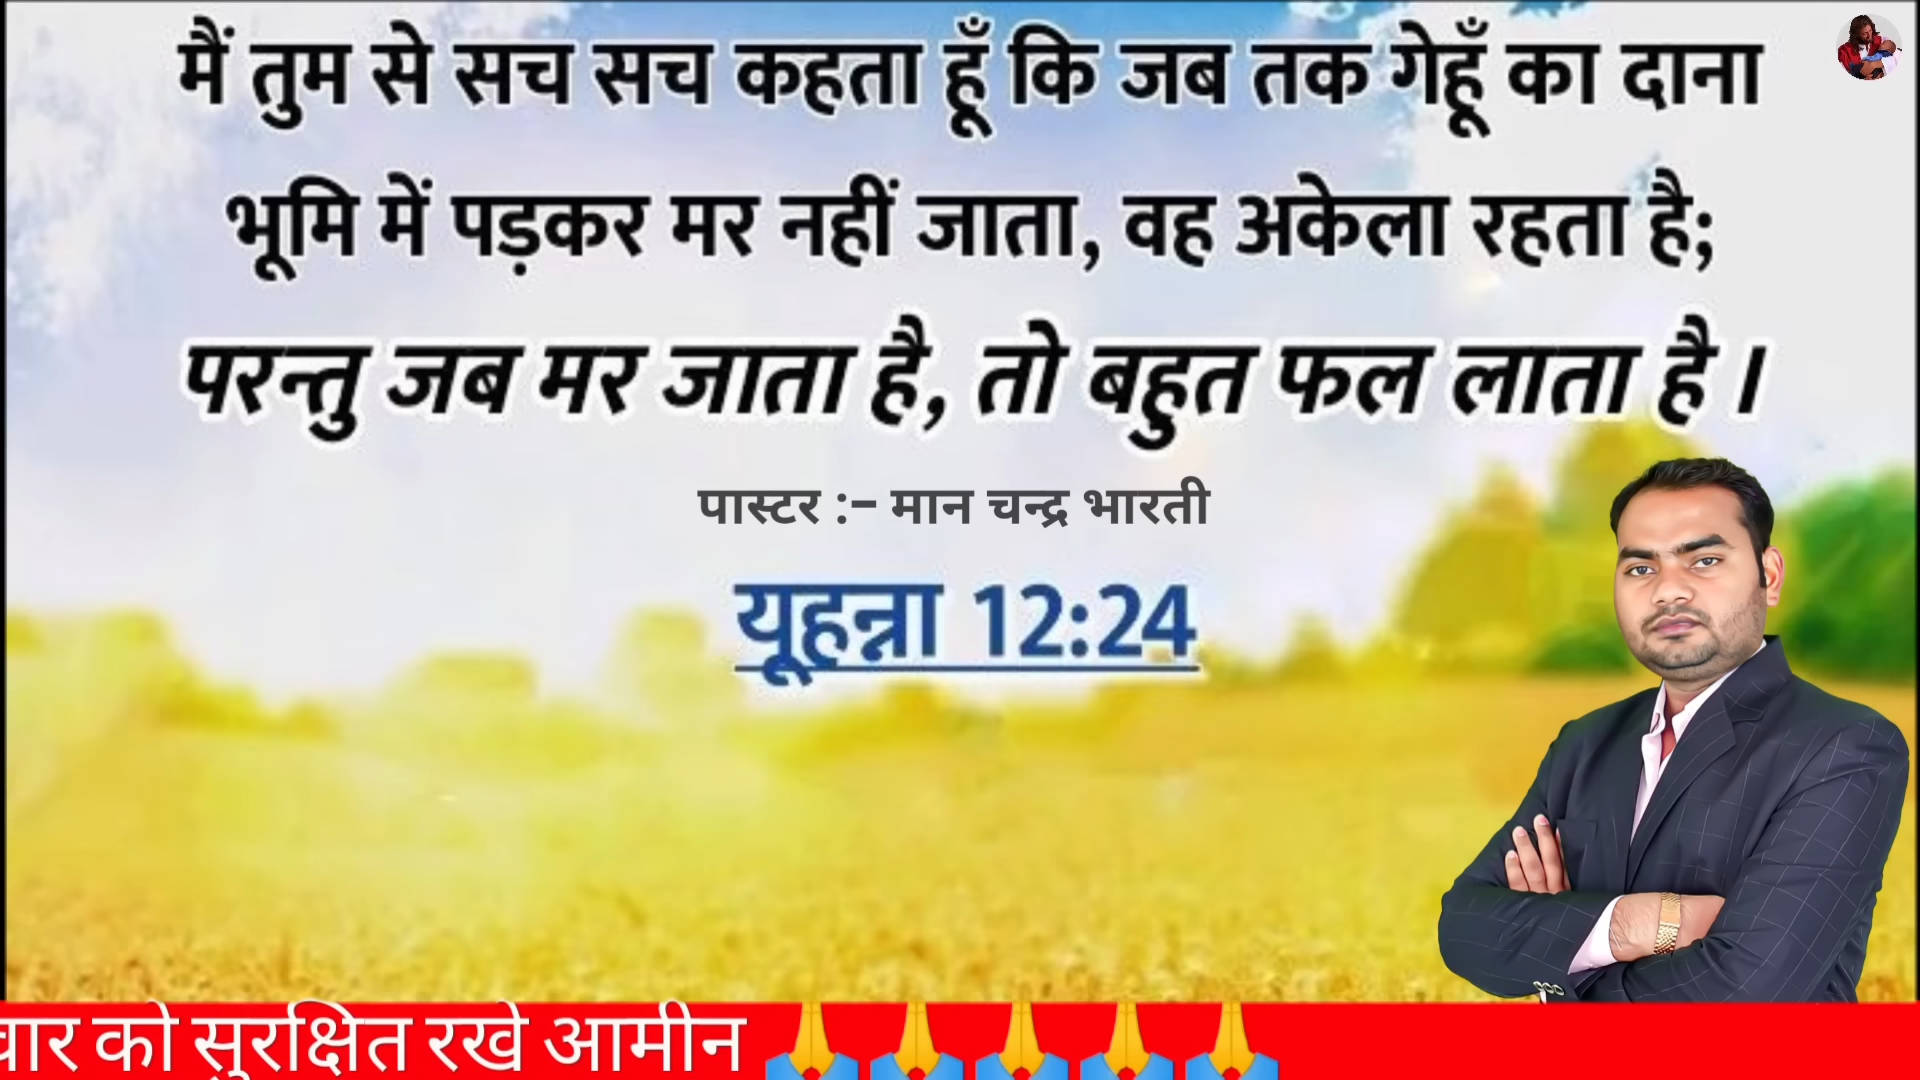 मैं तुम से सच सच कहता हूँ कि जब तक गेहूँ का दाना
भूमि में पड़कर मर नहीं जाता, वह अकेला रहता है;
परन्तु जब मर जाता है, तो बहुत फल लाता है।
पास्टर :- मान चन्द्र भारती
यूहन्ना 12:24
को सुरक्षित रखे आमीन 🙏🙏🙏🙏🙏